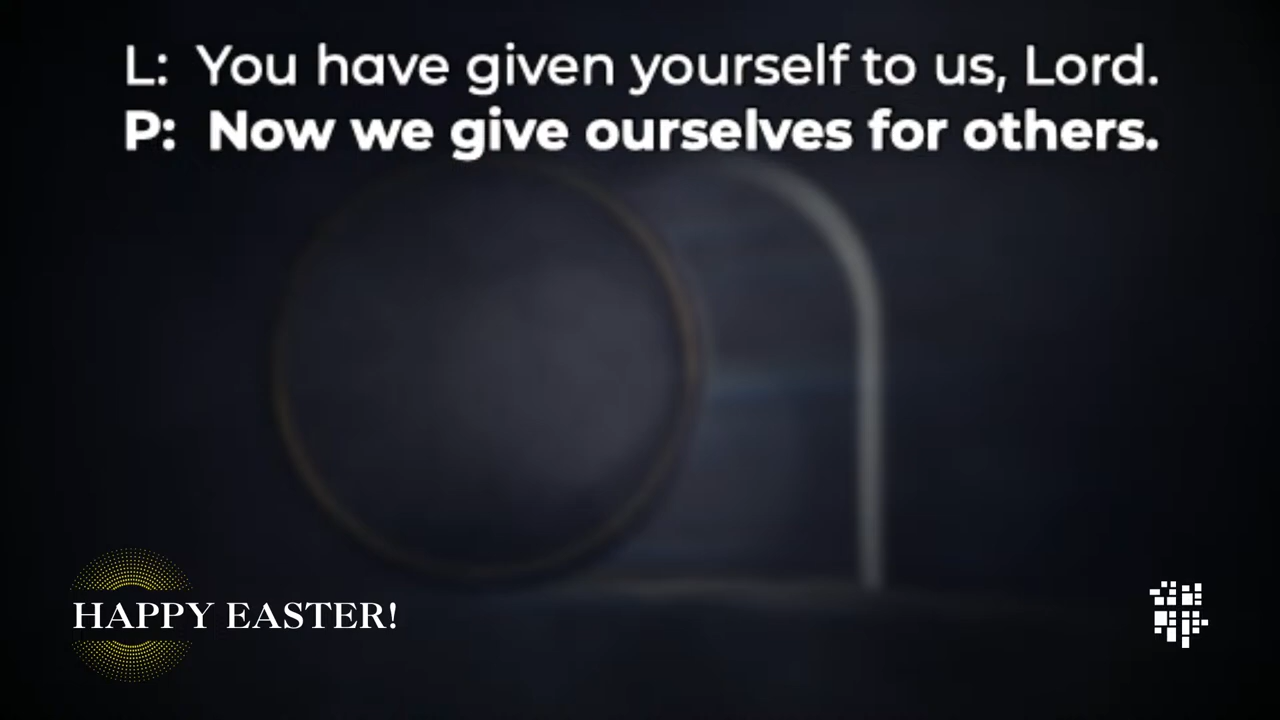 L: You have given yourself to us, Lord.
P: Now we give ourselves for others.
HAPPY EASTER!